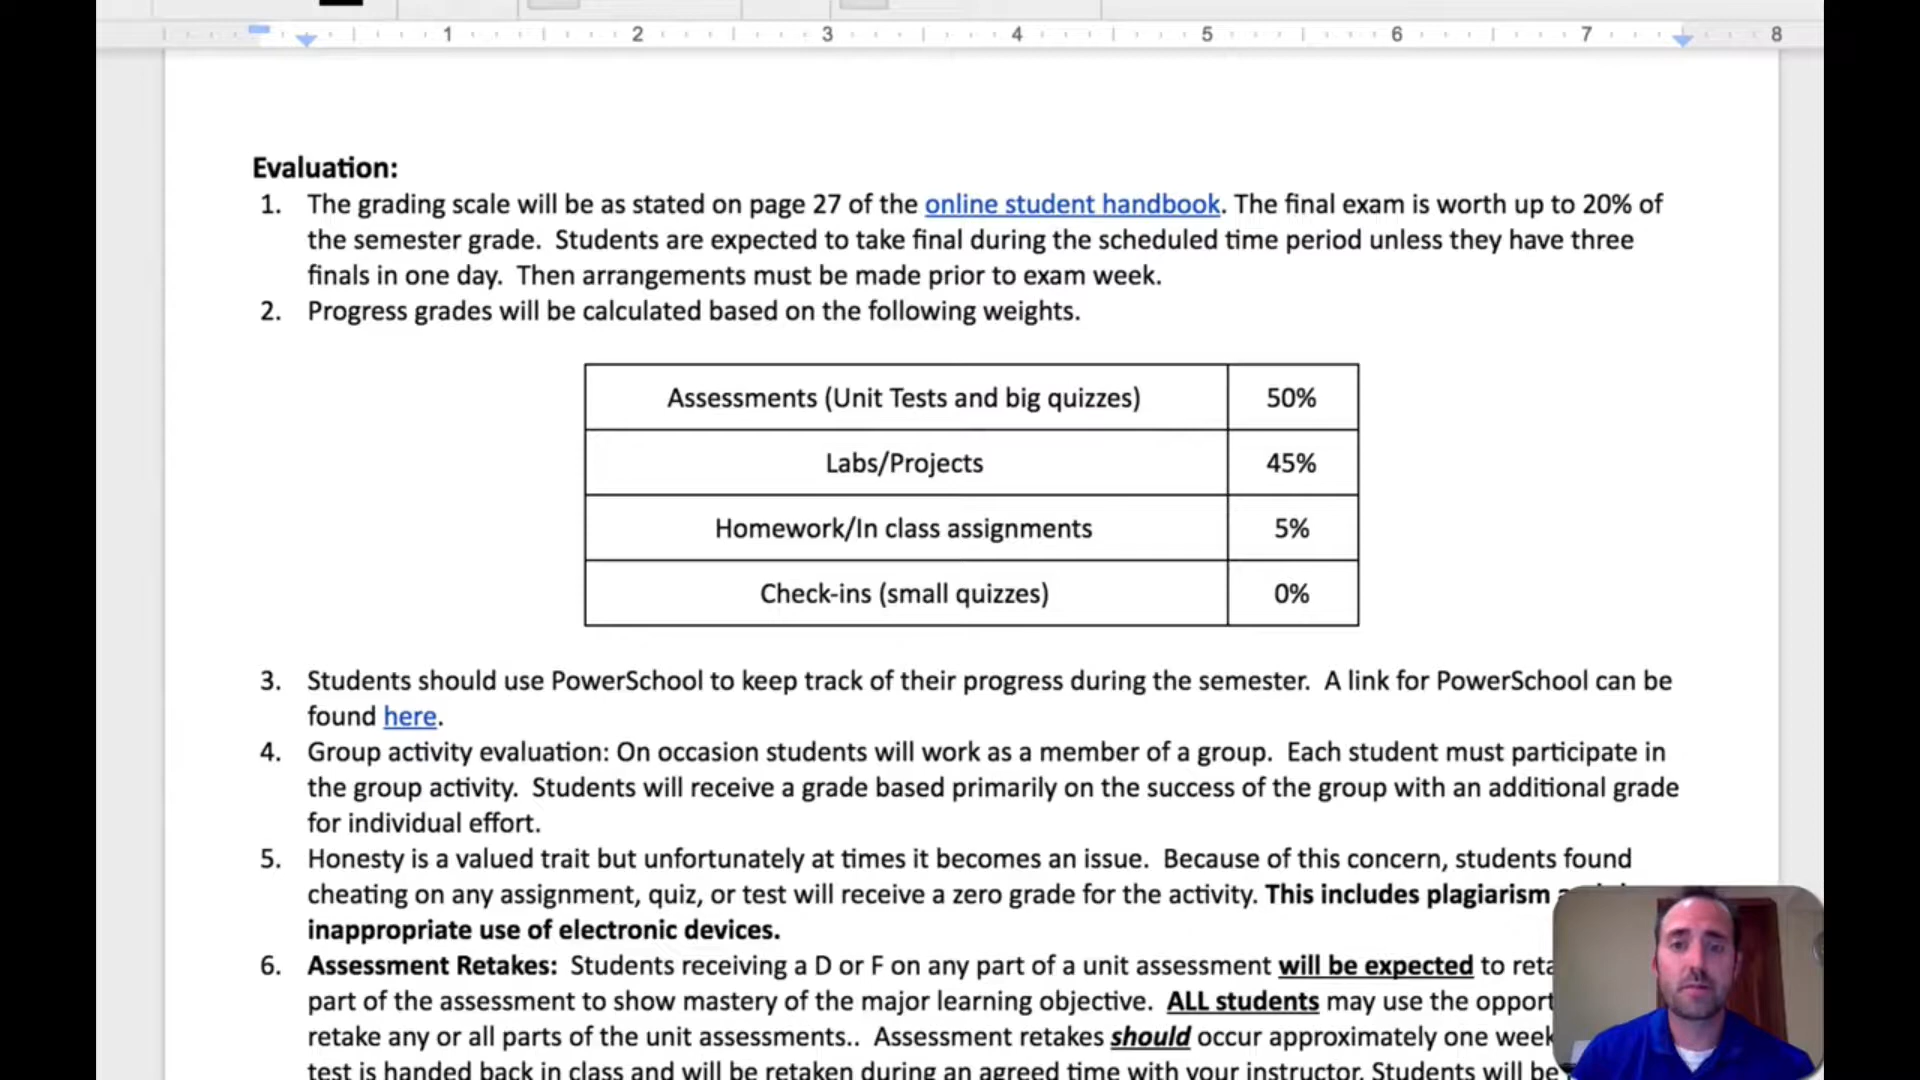 1 2 3 4 5 6 7 8
Evaluation:
1. The grading scale will be as stated on page 27 of the online student handbook. The final exam is worth up to 20% of
the semester grade. Students are expected to take final during the scheduled time period unless they have three
finals in one day. Then arrangements must be made prior to exam week.
2. Progress grades will be calculated based on the following weights.
Assessments (Unit Tests and big quizzes) 50%
Labs/Projects 45%
Homework/In class assignments 5%
Check-ins (small quizzes) 0%
3. Students should use PowerSchool to keep track of their progress during the semester. A link for PowerSchool can be
found here.
4. Group activity evaluation: On occasion students will work as a member of a group. Each student must participate in
the group activity. Students will receive a grade based primarily on the success of the group with an additional grade
for individual effort.
5. Honesty is a valued trait but unfortunately at times it becomes an issue. Because of this concern, students found
cheating on any assignment, quiz, or test will receive a zero grade for the activity. This includes plagiarism
inappropriate use of electronic devices.
6. Assessment Retakes: Students receiving a D or F on any part of a unit assessment will be expected to
part of the assessment to show mastery of the major learning objective. ALL students may use the
retake any or all parts of the unit assessments.. Assessment retakes should occur approximately one week
test is handed back in class and will be retaken during an agreed time with your instructor. Students will be